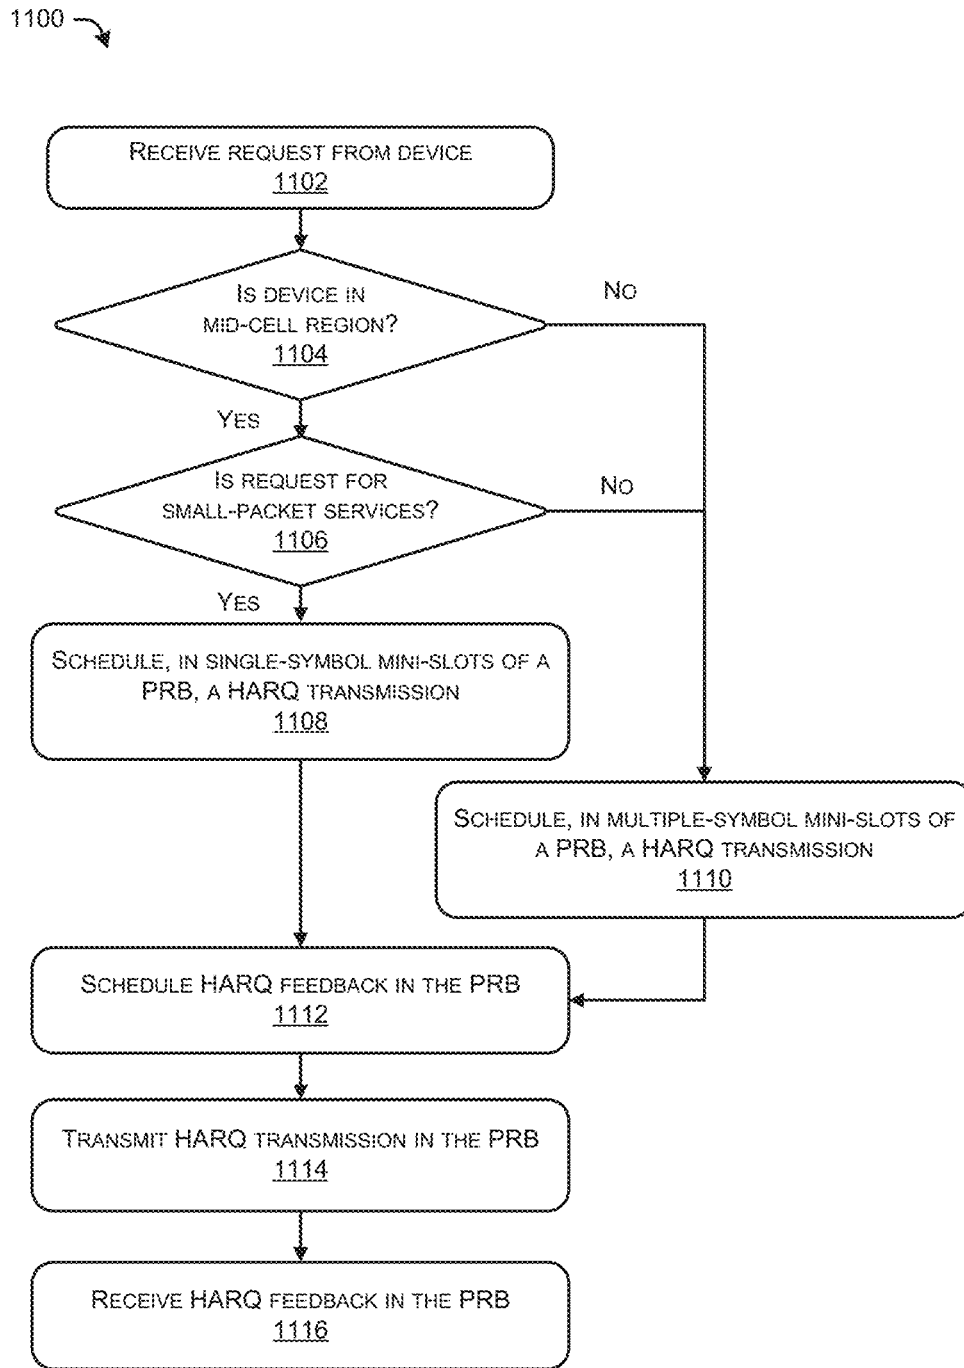 1100
RECEIVE REQUEST FROM DEVICE
1102
IS DEVICE IN
MID-CELL REGION?
1104
NO
YES
IS REQUEST FOR
SMALL-PACKET SERVICES?
1106
NO
YES
SCHEDULE, IN SINGLE-SYMBOL MINI-SLOTS OF A
PRB, A HARQ TRANSMISSION
1108
SCHEDULE, IN MULTIPLE-SYMBOL MINI-SLOTS OF
A PRB, A HARQ TRANSMISSION
1110
SCHEDULE HARQ FEEDBACK IN THE PRB
1112
TRANSMIT HARQ TRANSMISSION IN THE PRB
1114
RECEIVE HARQ FEEDBACK IN THE PRB
1116